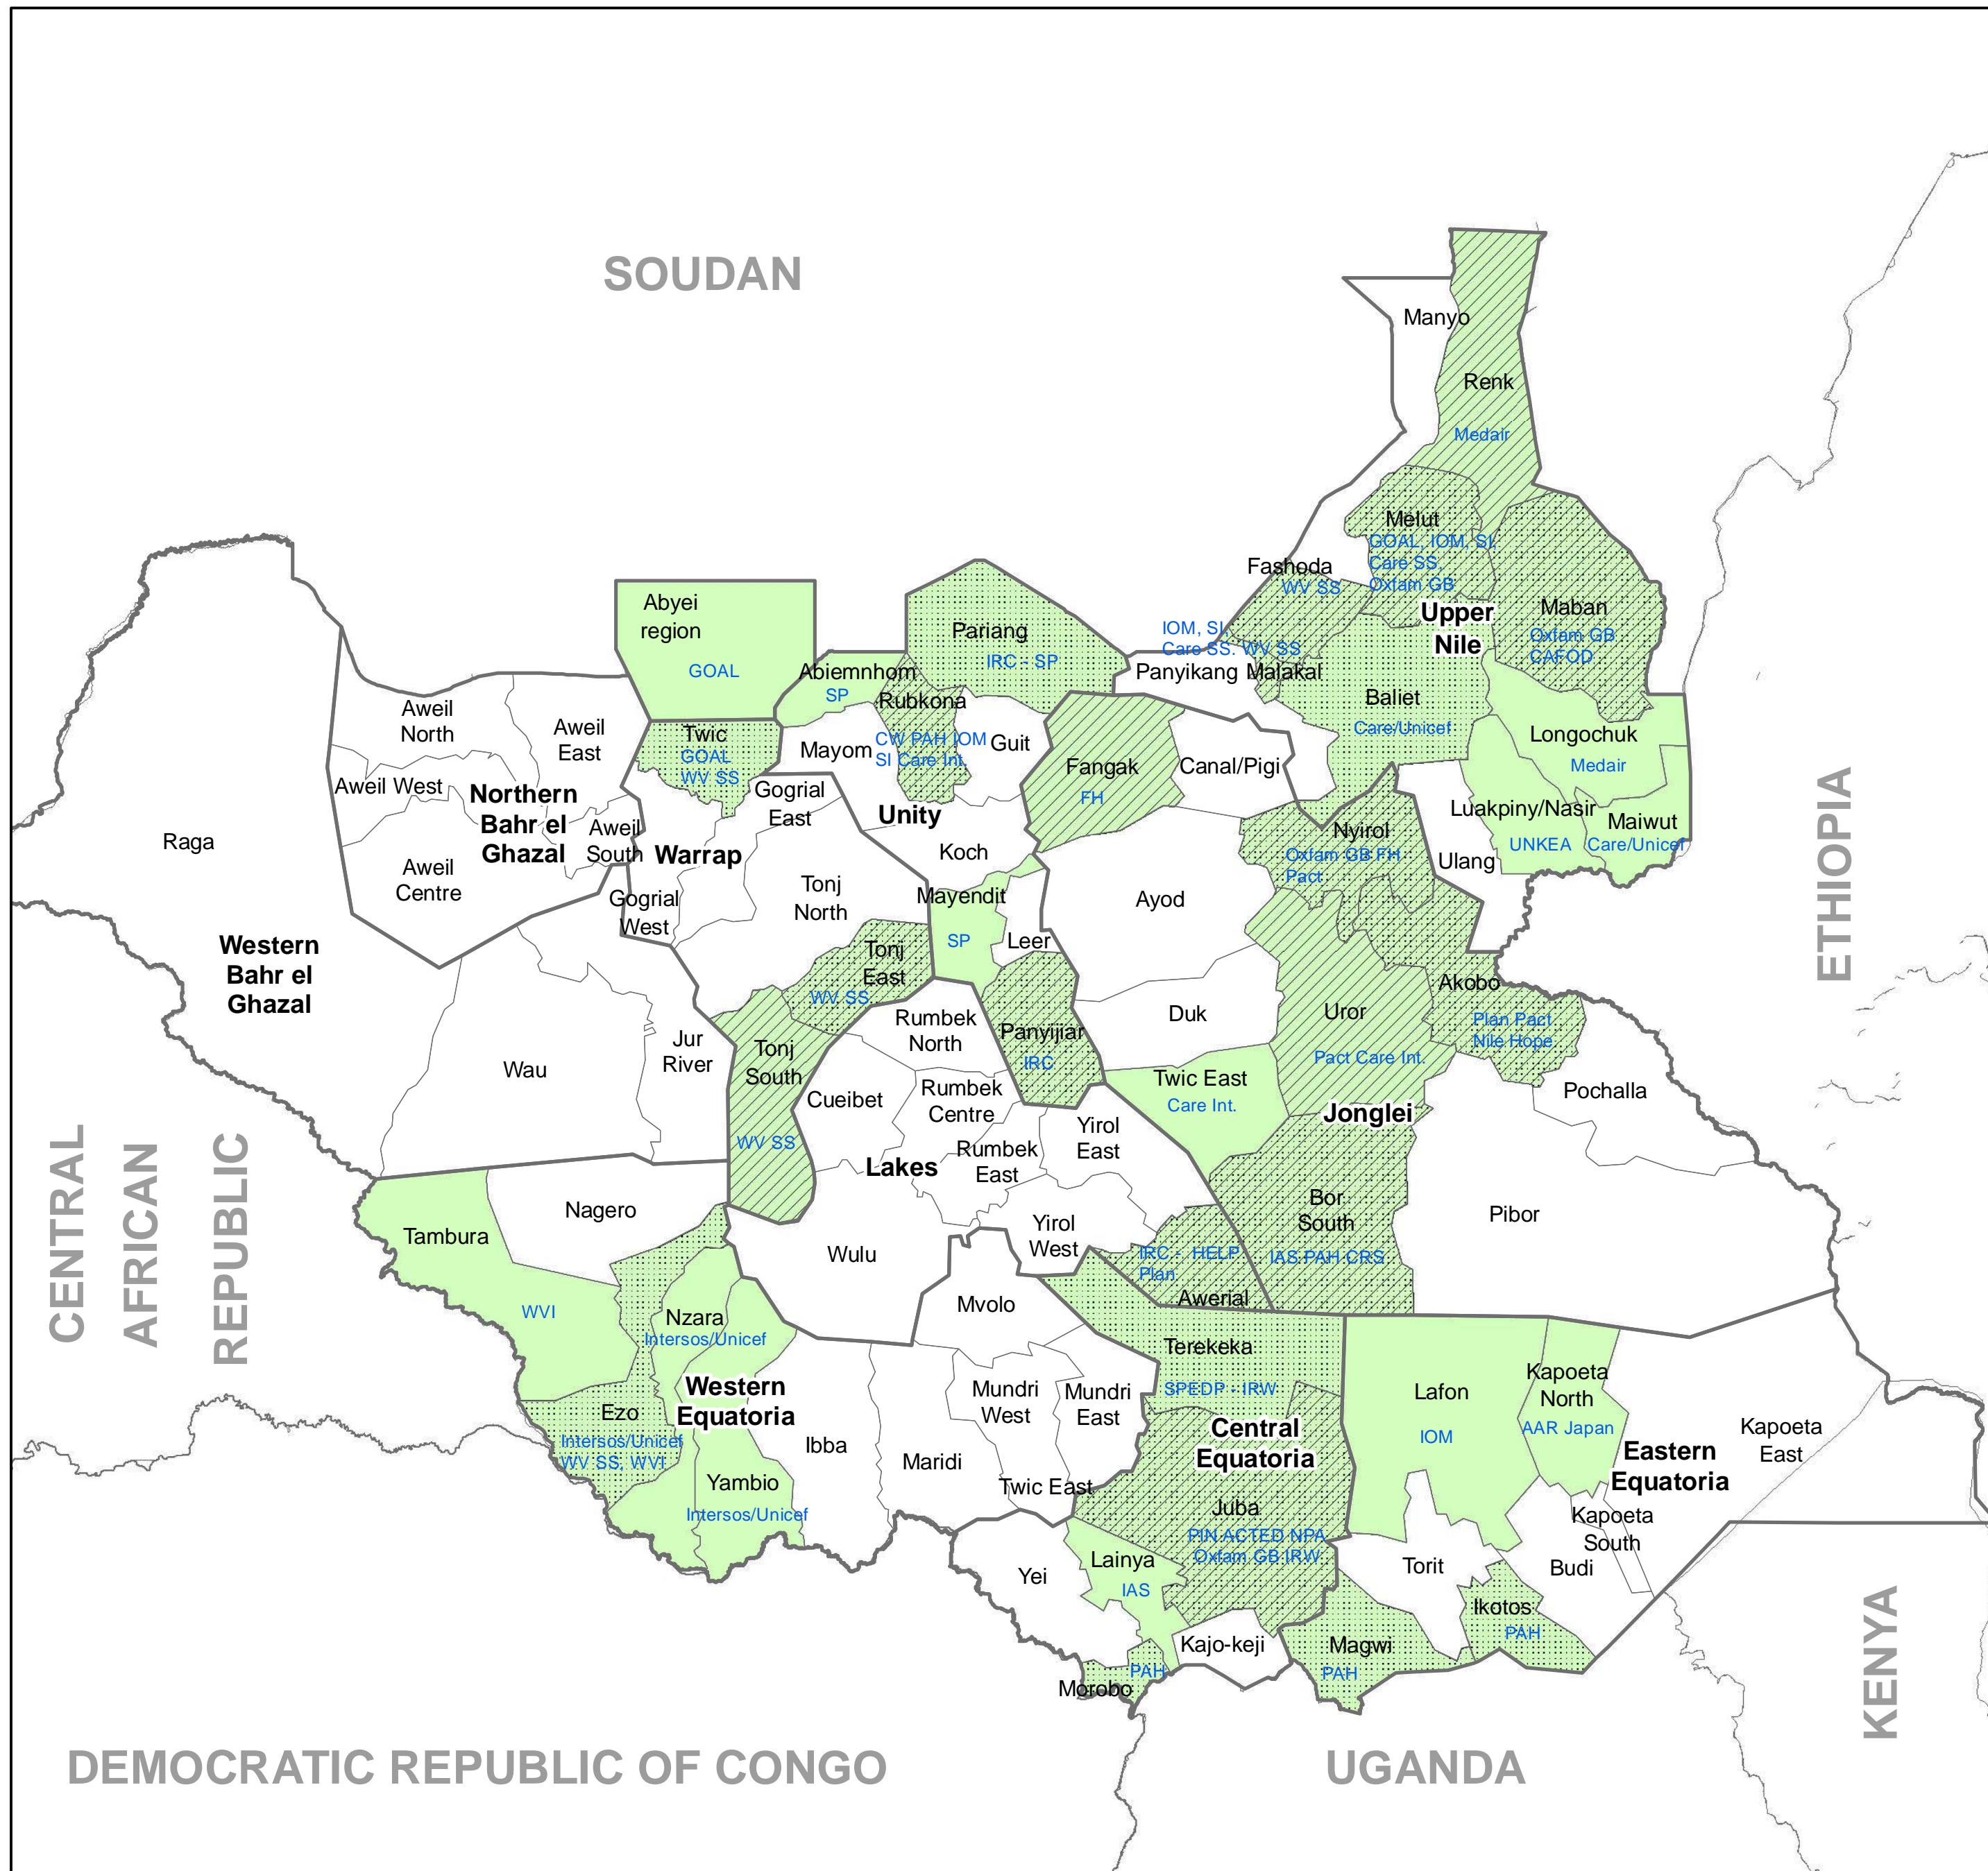 SOUDAN
Manyo
Renk
Medair
Melut
GOAL, IOM, SI,
Care SS,
Oxfam GB
Fashoda
WV SS
Upper
Nile
Maban
Oxfam GB
CAFOD
Abyei
region
GOAL
Pariang
IRC - SP
IOM, SI
Care SS. WV SS
Panyikang
Malakal
Abiemnhom
SP
Rubkona
CW PAH IOM
SI Care Int.
Baliet
Care/Unicef
Aweil
North
Aweil
East
Twic
GOAL
WV SS
Mayom
Guit
Fangak
FH
Canal/Pigi
Longochuk
Medair
Aweil West
Northern
Bahr el
Ghazal
Gogrial
East
Unity
Luakpiny/Nasir
UNKEA
Maiwut
Care/Unicef
ETHIOPIA
Raga
Aweil
South
Warrap
Koch
Nyirol
Oxfam GB FH
Pact
Ulang
Aweil
Centre
Gogrial
West
Tonj
North
Mayendit
SP
Leer
Ayod
Western
Bahr el
Ghazal
Tonj
East
WV SS
Akobo
Plan Pact
Nile Hope
Wau
Jur
River
Tonj
South
WV SS
Rumbek
North
Panyijiar
IRC
Duk
Uror
Pact Care Int.
Cueibet
Rumbek
Centre
Twic East
Care Int.
Pochalla
Jonglei
Yirol
East
Lakes
Rumbek
East
CENTRAL
AFRICAN
REPUBLIC
Nagero
Tambura
WVI
Wulu
Yirol
West
IRC - HELP
Plan
Awerial
Bor
South
IAS PAH CRS
Pibor
Nzara
Intersos/Unicef
Mvolo
Terekeka
SPEDP - IRW
Western
Equatoria
Ezo
Intersos/Unicef
WV SS, WVI
Yambio
Intersos/Unicef
Ibba
Maridi
Mundri
West
Mundri
East
Twic East
Central
Equatoria
Lafon
IOM
Kapoeta
North
AAR Japan
Eastern
Equatoria
Kapoeta
East
Juba
PIN ACTED NPA
Oxfam GB IRW
Kapoeta
South
Budi
Torit
Yei
Lainya
IAS
Ikotos
PAH
Kajo-keji
Magwi
PAH
PAH
Morobo
KENYA
DEMOCRATIC REPUBLIC OF CONGO
UGANDA